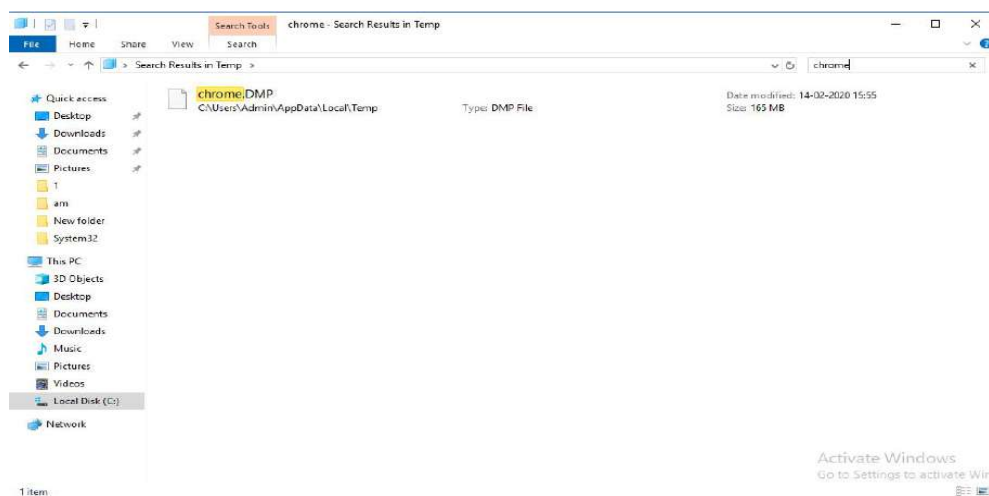 Search Tools chrome - Search Results in Temp
File Home Share View Search
Search Results in Temp
chrome
Quick access
Desktop
Downloads
Documents
Pictures
1
am
New folder
System32
This PC
3D Objects
Desktop
Documents
Downloads
Music
Pictures
Videos
Local Disk (C:)
Network
chrome.DMP
C:\Users\Admin\AppData\Local\Temp
Type: DMP File
Date modified: 14-02-2020 15:55
Size: 165 MB
Activate Windows
Go to Settings to activate Wir
1 item